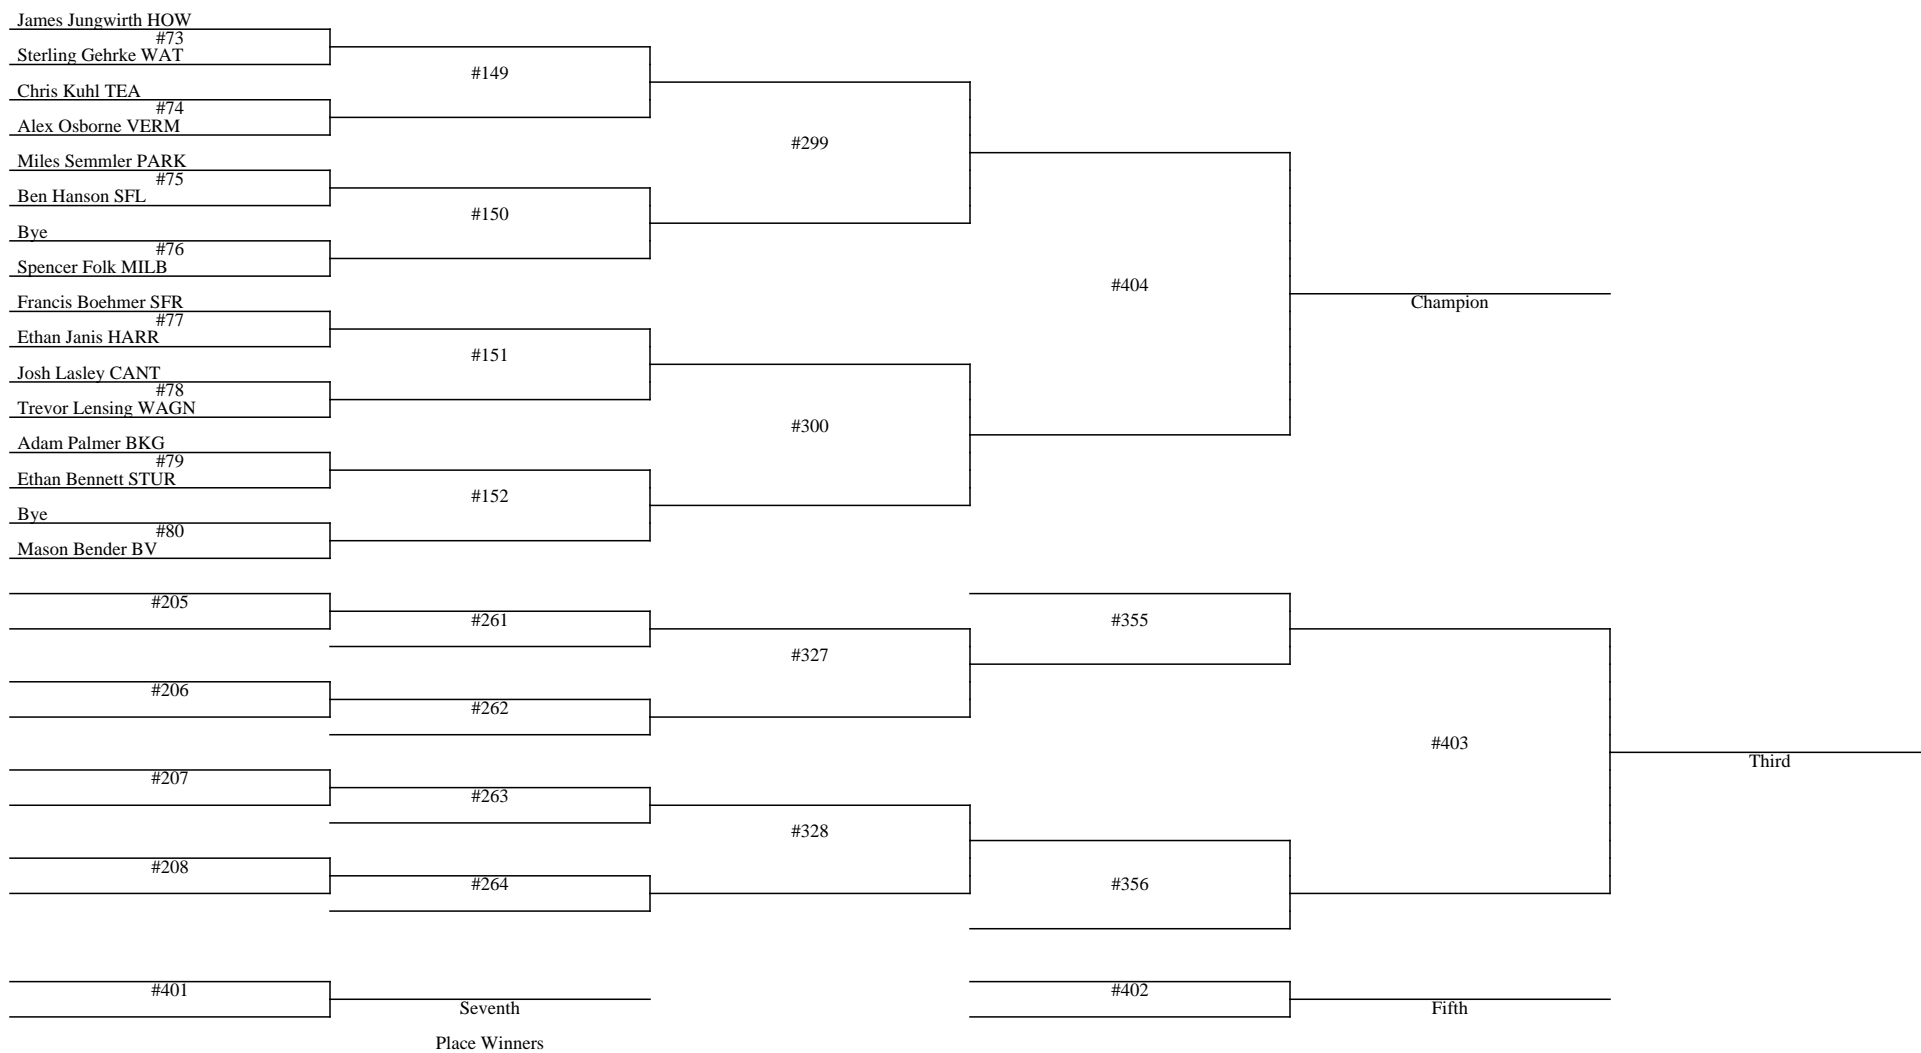 James Jungwirth HOW
#73
Sterling Gehrke WAT
#149
Chris Kuhl TEA
#74
Alex Osborne VERM
#299
Miles Semmler PARK
#75
Ben Hanson SFL
#150
Bye
#76
Spencer Folk MILB
#404
Champion
Francis Boehmer SFR
#77
Ethan Janis HARR
#151
Josh Lasley CANT
#78
Trevor Lensing WAGN
#300
Adam Palmer BKG
#79
Ethan Bennett STUR
#152
Bye
#80
Mason Bender BV
#205
#261
#355
#327
#206
#262
#403
Third
#207
#263
#328
#208
#264
#356
#401
Seventh
#402
Fifth
Place Winners